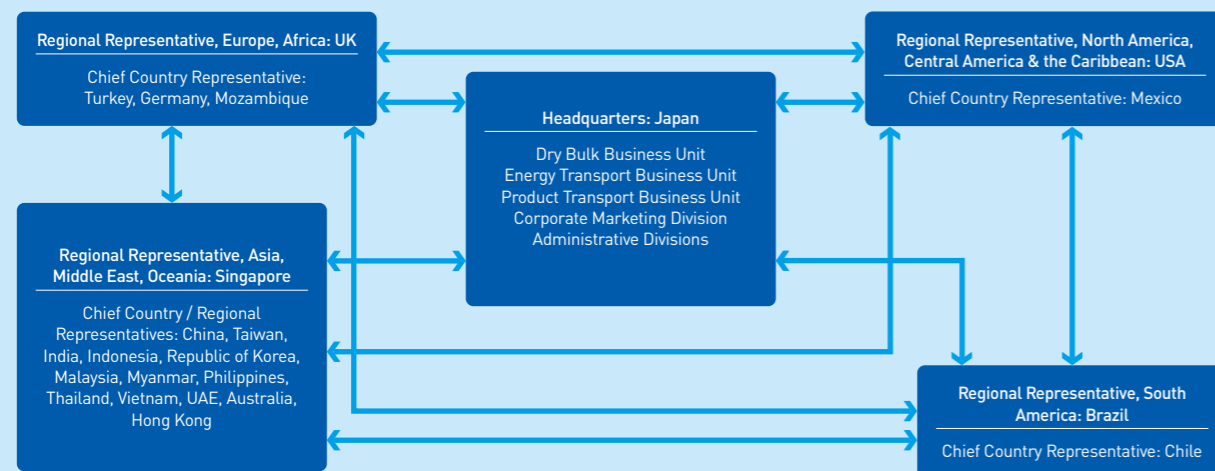 Regional Representative, Europe, Africa: UK
Chief Country Representative:
Turkey, Germany, Mozambique
Headquarters: Japan
Dry Bulk Business Unit
Energy Transport Business Unit
Product Transport Business Unit
Corporate Marketing Division
Administrative Divisions
Regional Representative, North America,
Central America & the Caribbean: USA
Chief Country Representative: Mexico
Regional Representative, Asia,
Middle East, Oceania: Singapore
Chief Country / Regional
Representatives: China, Taiwan,
India, Indonesia, Republic of Korea,
Malaysia, Myanmar, Philippines,
Thailand, Vietnam, UAE, Australia,
Hong Kong
Regional Representative, South
America: Brazil
Chief Country Representative: Chile